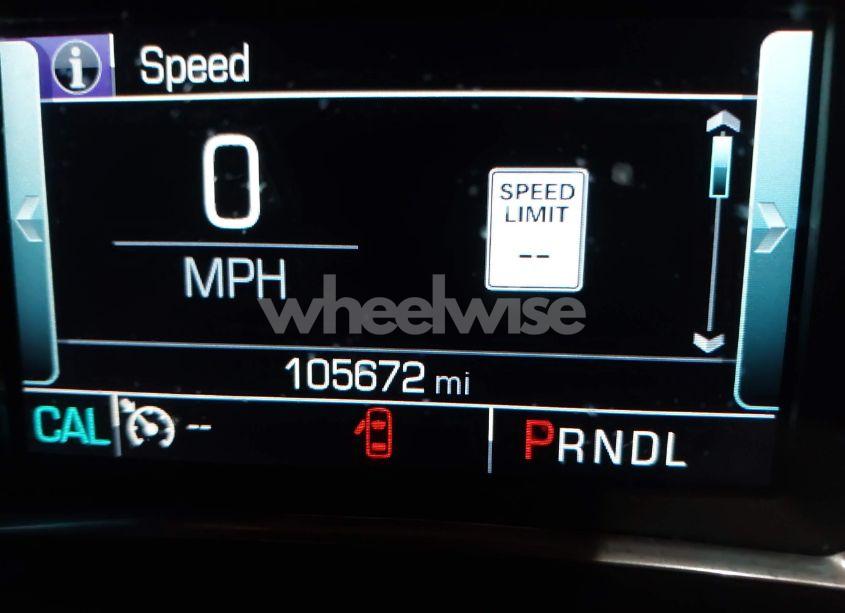 i Speed
0
MPH
SPEED
LIMIT
--
wheelwise
105672 mi
CAL -- PRNDL